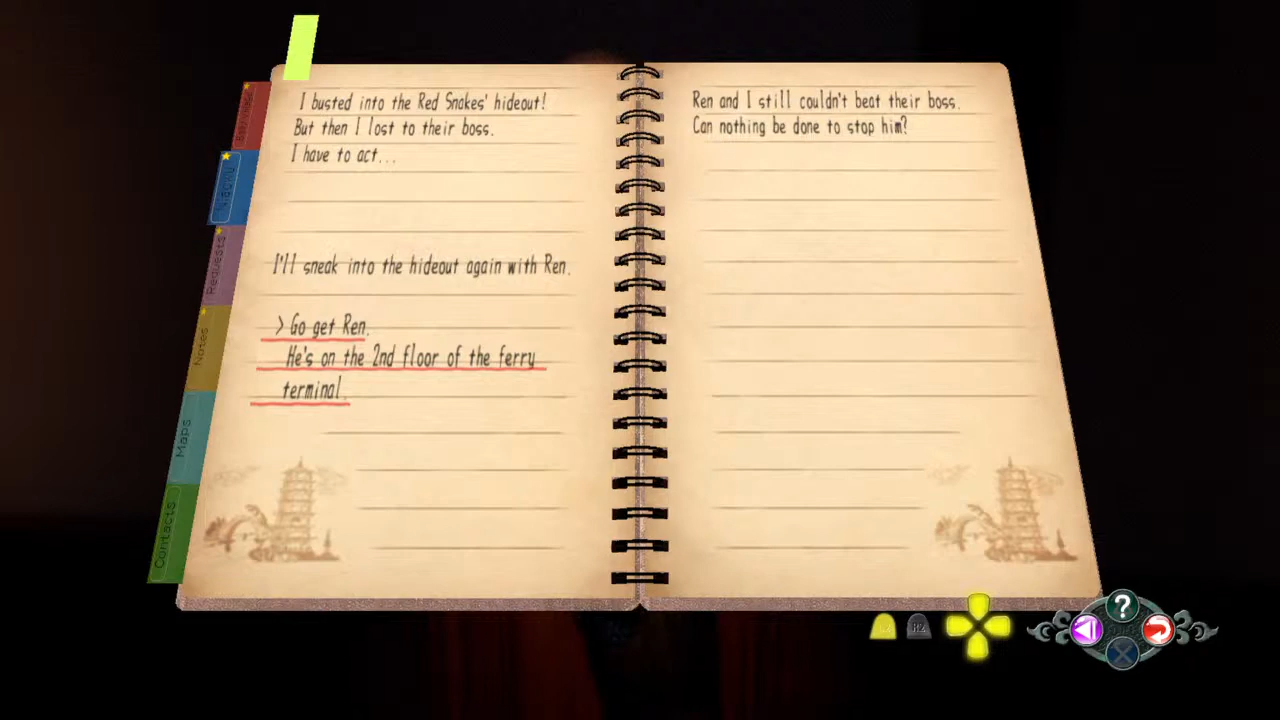 I busted into the Red Snakes' hideout!
But then I lost to their boss.
I have to act...
I'll sneak into the hideout again with Ren.
> Go get Ren.
He's on the 2nd floor of the ferry
terminal.
Ren and I still couldn't beat their boss.
Can nothing be done to stop him?
Requests
Notes
Maps
Contacts
R2
?